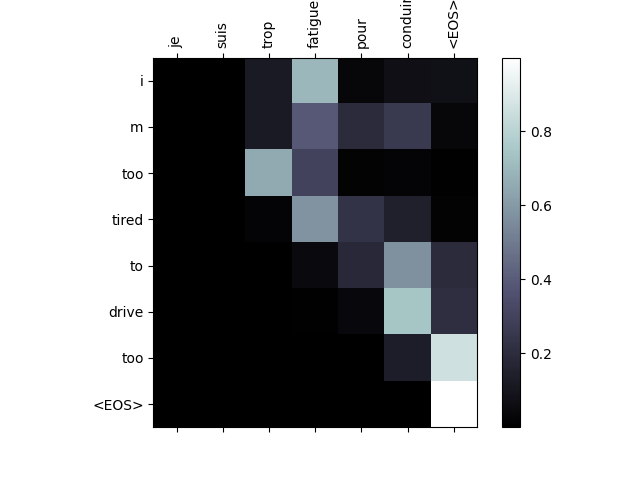 je suis trop fatigue pour conduir <EOS>
i
m
too
tired
to
drive
too
<EOS>
0.8
0.6
0.4
0.2